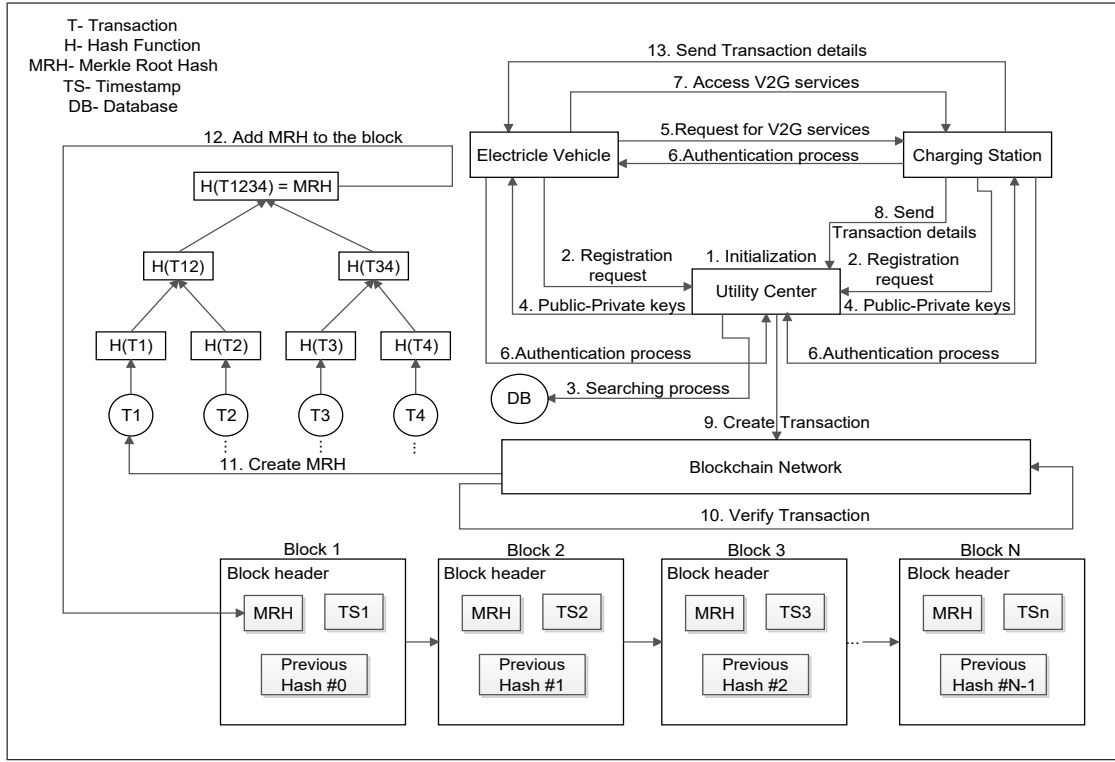 T- Transaction
H- Hash Function
MRH- Merkle Root Hash
TS- Timestamp
DB- Database
13. Send Transaction details
7. Access V2G services
12. Add MRH to the block
5.Request for V2G services
Electricle Vehicle
6.Authentication process
Charging Station
H(T1234) = MRH
8. Send
Transaction details
H(T12)
H(T34)
2. Registration
request
1. Initialization
2. Registration
request
Utility Center
4. Public-Private keys
4. Public-Private keys
H(T1)
H(T2)
H(T3)
H(T4)
6.Authentication process
6.Authentication process
3. Searching process
DB
T1
T2
T3
T4
...
...
...
9. Create Transaction
11. Create MRH
Blockchain Network
10. Verify Transaction
Block 1
Block 2
Block 3
Block N
Block header
Block header
Block header
Block header
MRH
TS1
MRH
TS2
MRH
TS3
...
MRH
TSn
Previous
Hash #0
Previous
Hash #1
Previous
Hash #2
Previous
Hash #N-1